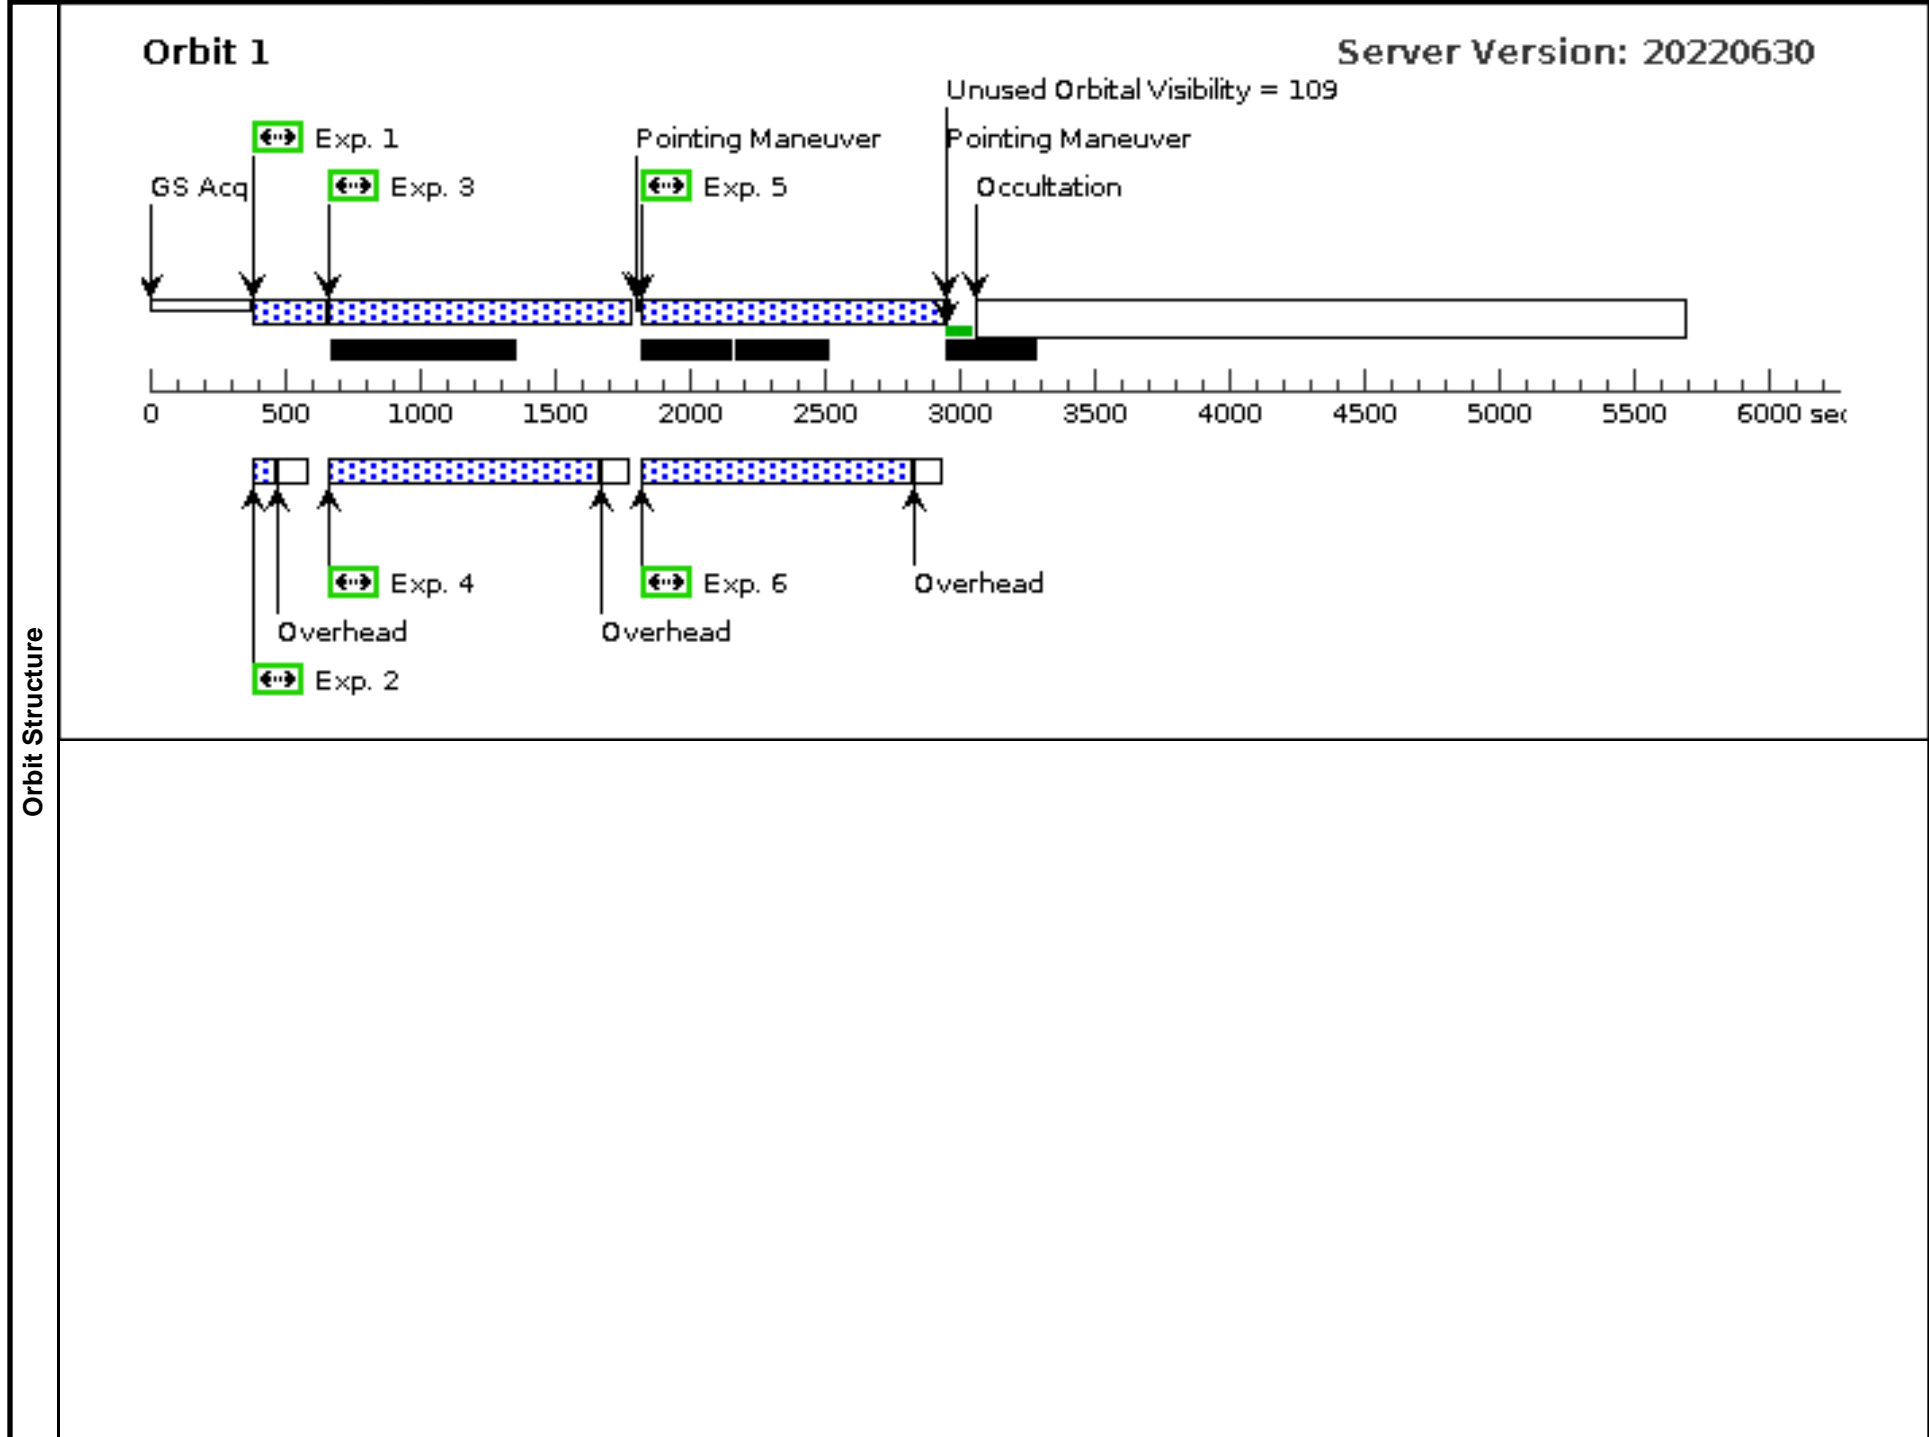 Orbit 1
Server Version: 20220630
Unused Orbital Visibility = 109
Exp. 1
Pointing Maneuver
Pointing Maneuver
GS Acq
Exp. 3
Exp. 5
Occultation
0 500 1000 1500 2000 2500 3000 3500 4000 4500 5000 5500 6000 sec
Exp. 4
Exp. 6
Overhead
Overhead
Overhead
Exp. 2
Orbit Structure